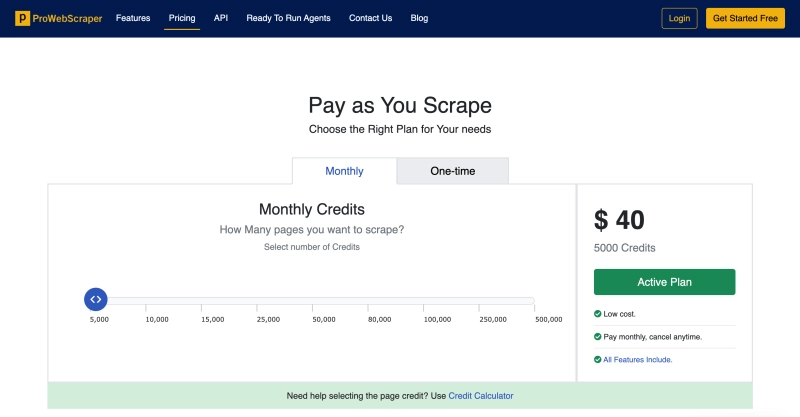 p ProWebScraper Features Pricing API Ready To Run Agents Contact Us Blog Login Get Started Free
Pay as You Scrape
Choose the Right Plan for Your needs
Monthly One-time
Monthly Credits
How Many pages you want to scrape?
Select number of Credits
5,000 10,000 15,000 25,000 50,000 80,000 100,000 250,000 500,000
$ 40
5000 Credits
Active Plan
Low cost.
Pay monthly, cancel anytime.
All Features Include.
Need help selecting the page credit? Use Credit Calculator